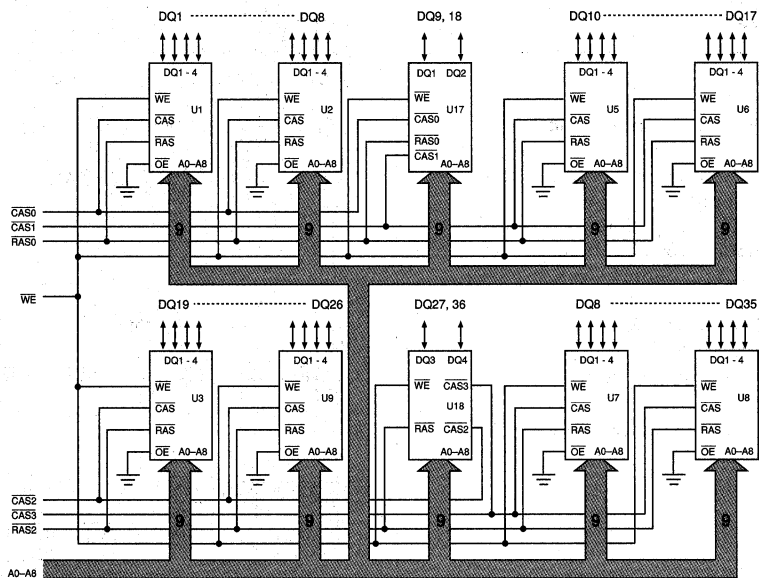 DQ1 DQ8 DQ9, 18 DQ10 DQ17
DQ1 - 4 DQ1 - 4 DQ1 DQ2 DQ1 - 4 DQ1 - 4
WE WE WE WE WE
U1 U2 U17 U5 U6
CAS CAS CAS0 CAS CAS
RAS RAS RAS0 RAS RAS
CAS1
OE A0–A8 OE A0–A8 A0–A8 OE A0–A8 OE A0–A8
CAS0
CAS1
RAS0
9 9 9 9 9
WE
DQ19 DQ26 DQ27, 36 DQ8 DQ35
DQ1 - 4 DQ1 - 4 DQ3 DQ4 DQ1 - 4 DQ1 - 4
WE WE WE CAS3 WE WE
U3 U9 U18 U7 U8
CAS CAS CAS CAS
RAS RAS RAS CAS2 RAS RAS
OE A0–A8 OE A0–A8 A0–A8 OE A0–A8 OE A0–A8
CAS2
CAS3
RAS2
9 9 9 9 9
A0–A8